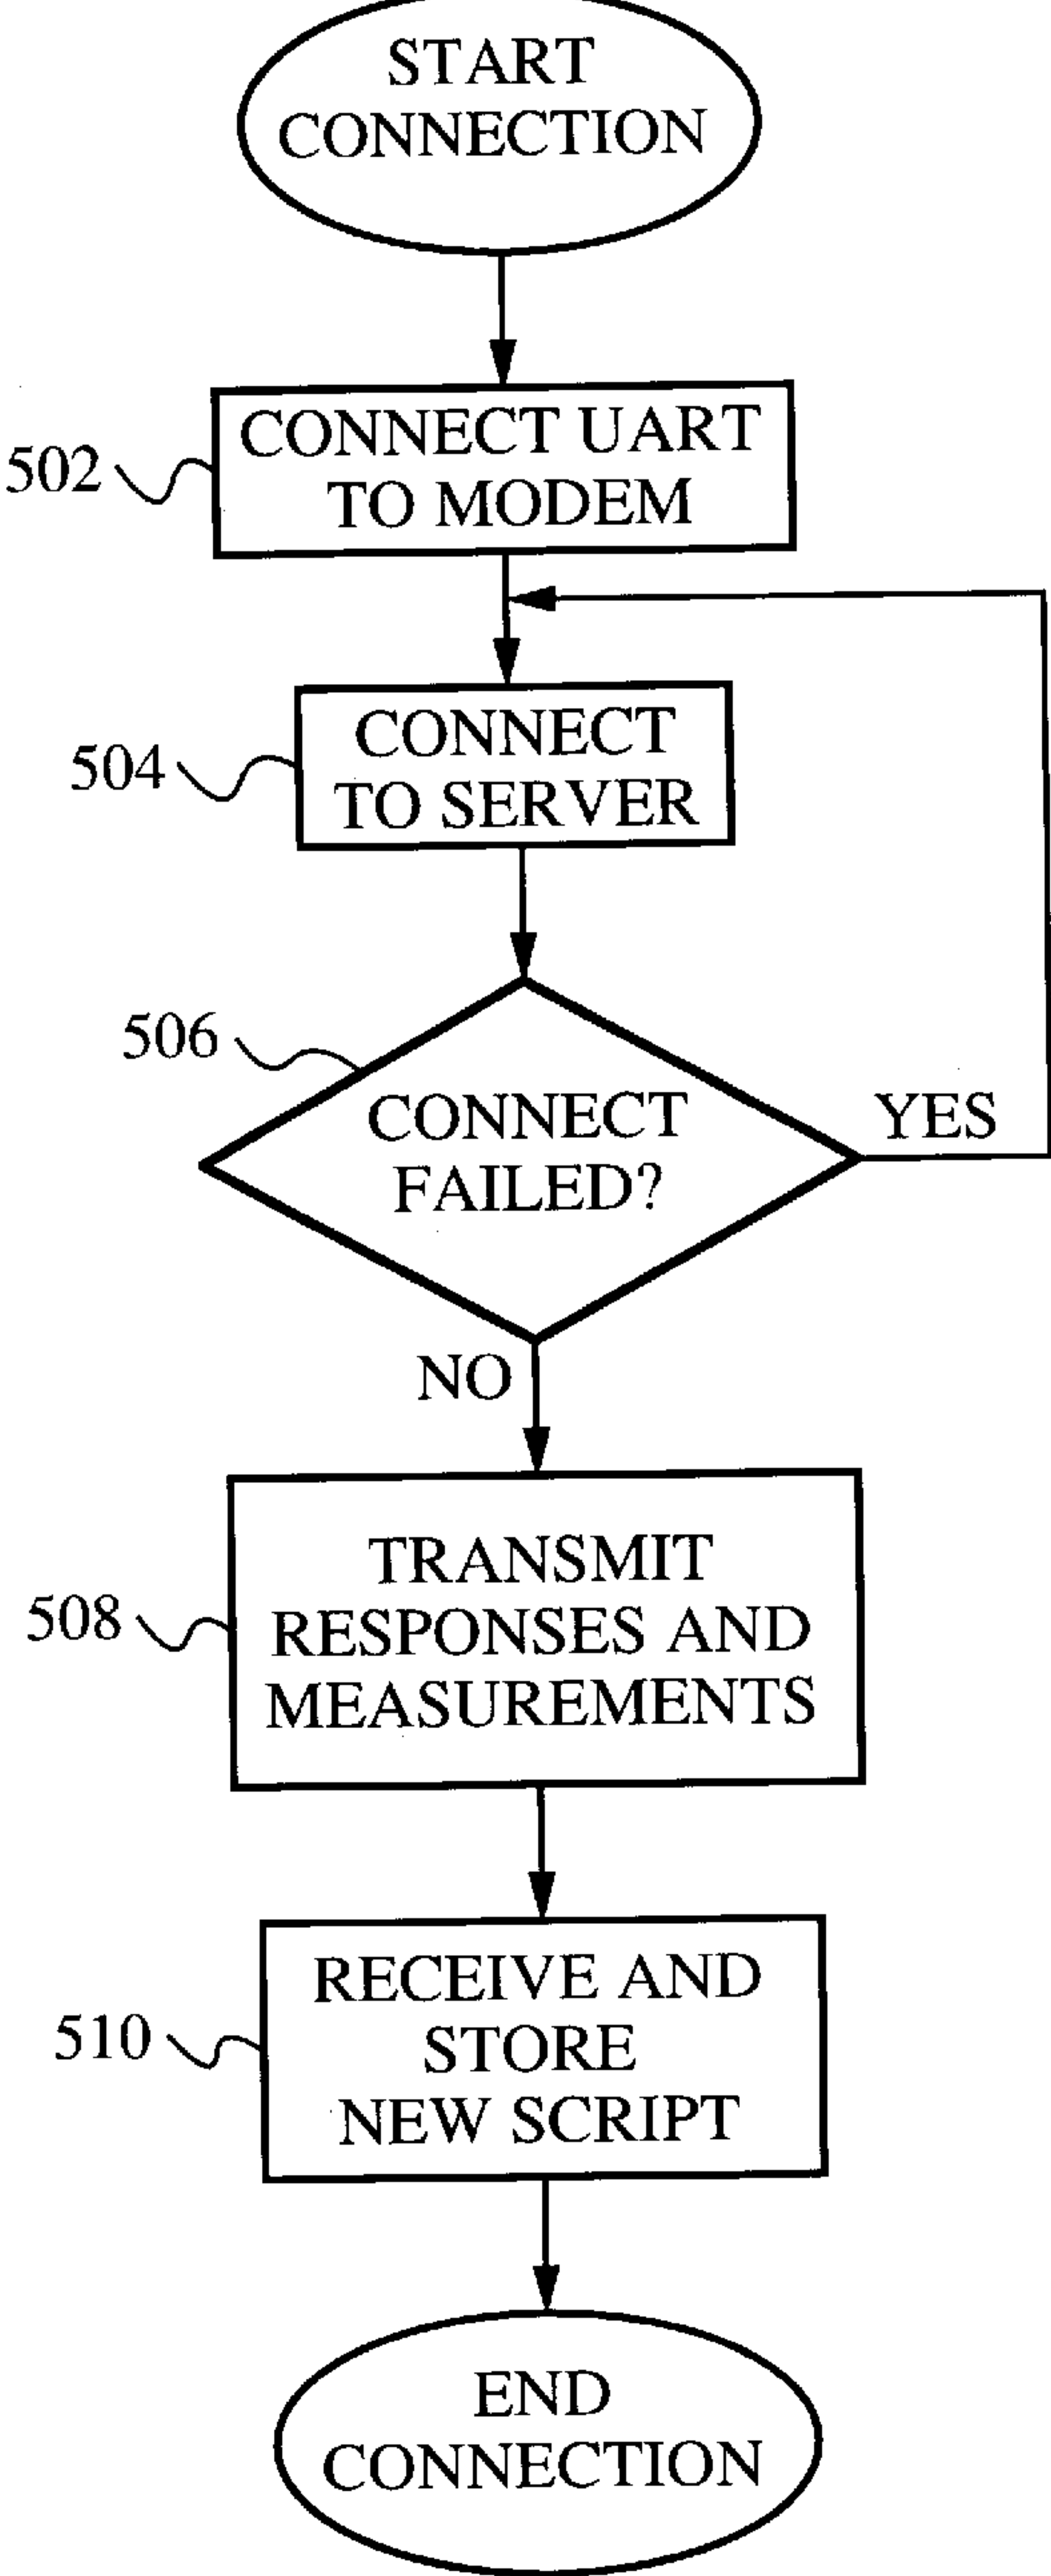 START
CONNECTION
502
CONNECT UART
TO MODEM
504
CONNECT
TO SERVER
506
CONNECT
FAILED?
YES
NO
508
TRANSMIT
RESPONSES AND
MEASUREMENTS
510
RECEIVE AND
STORE
NEW SCRIPT
END
CONNECTION